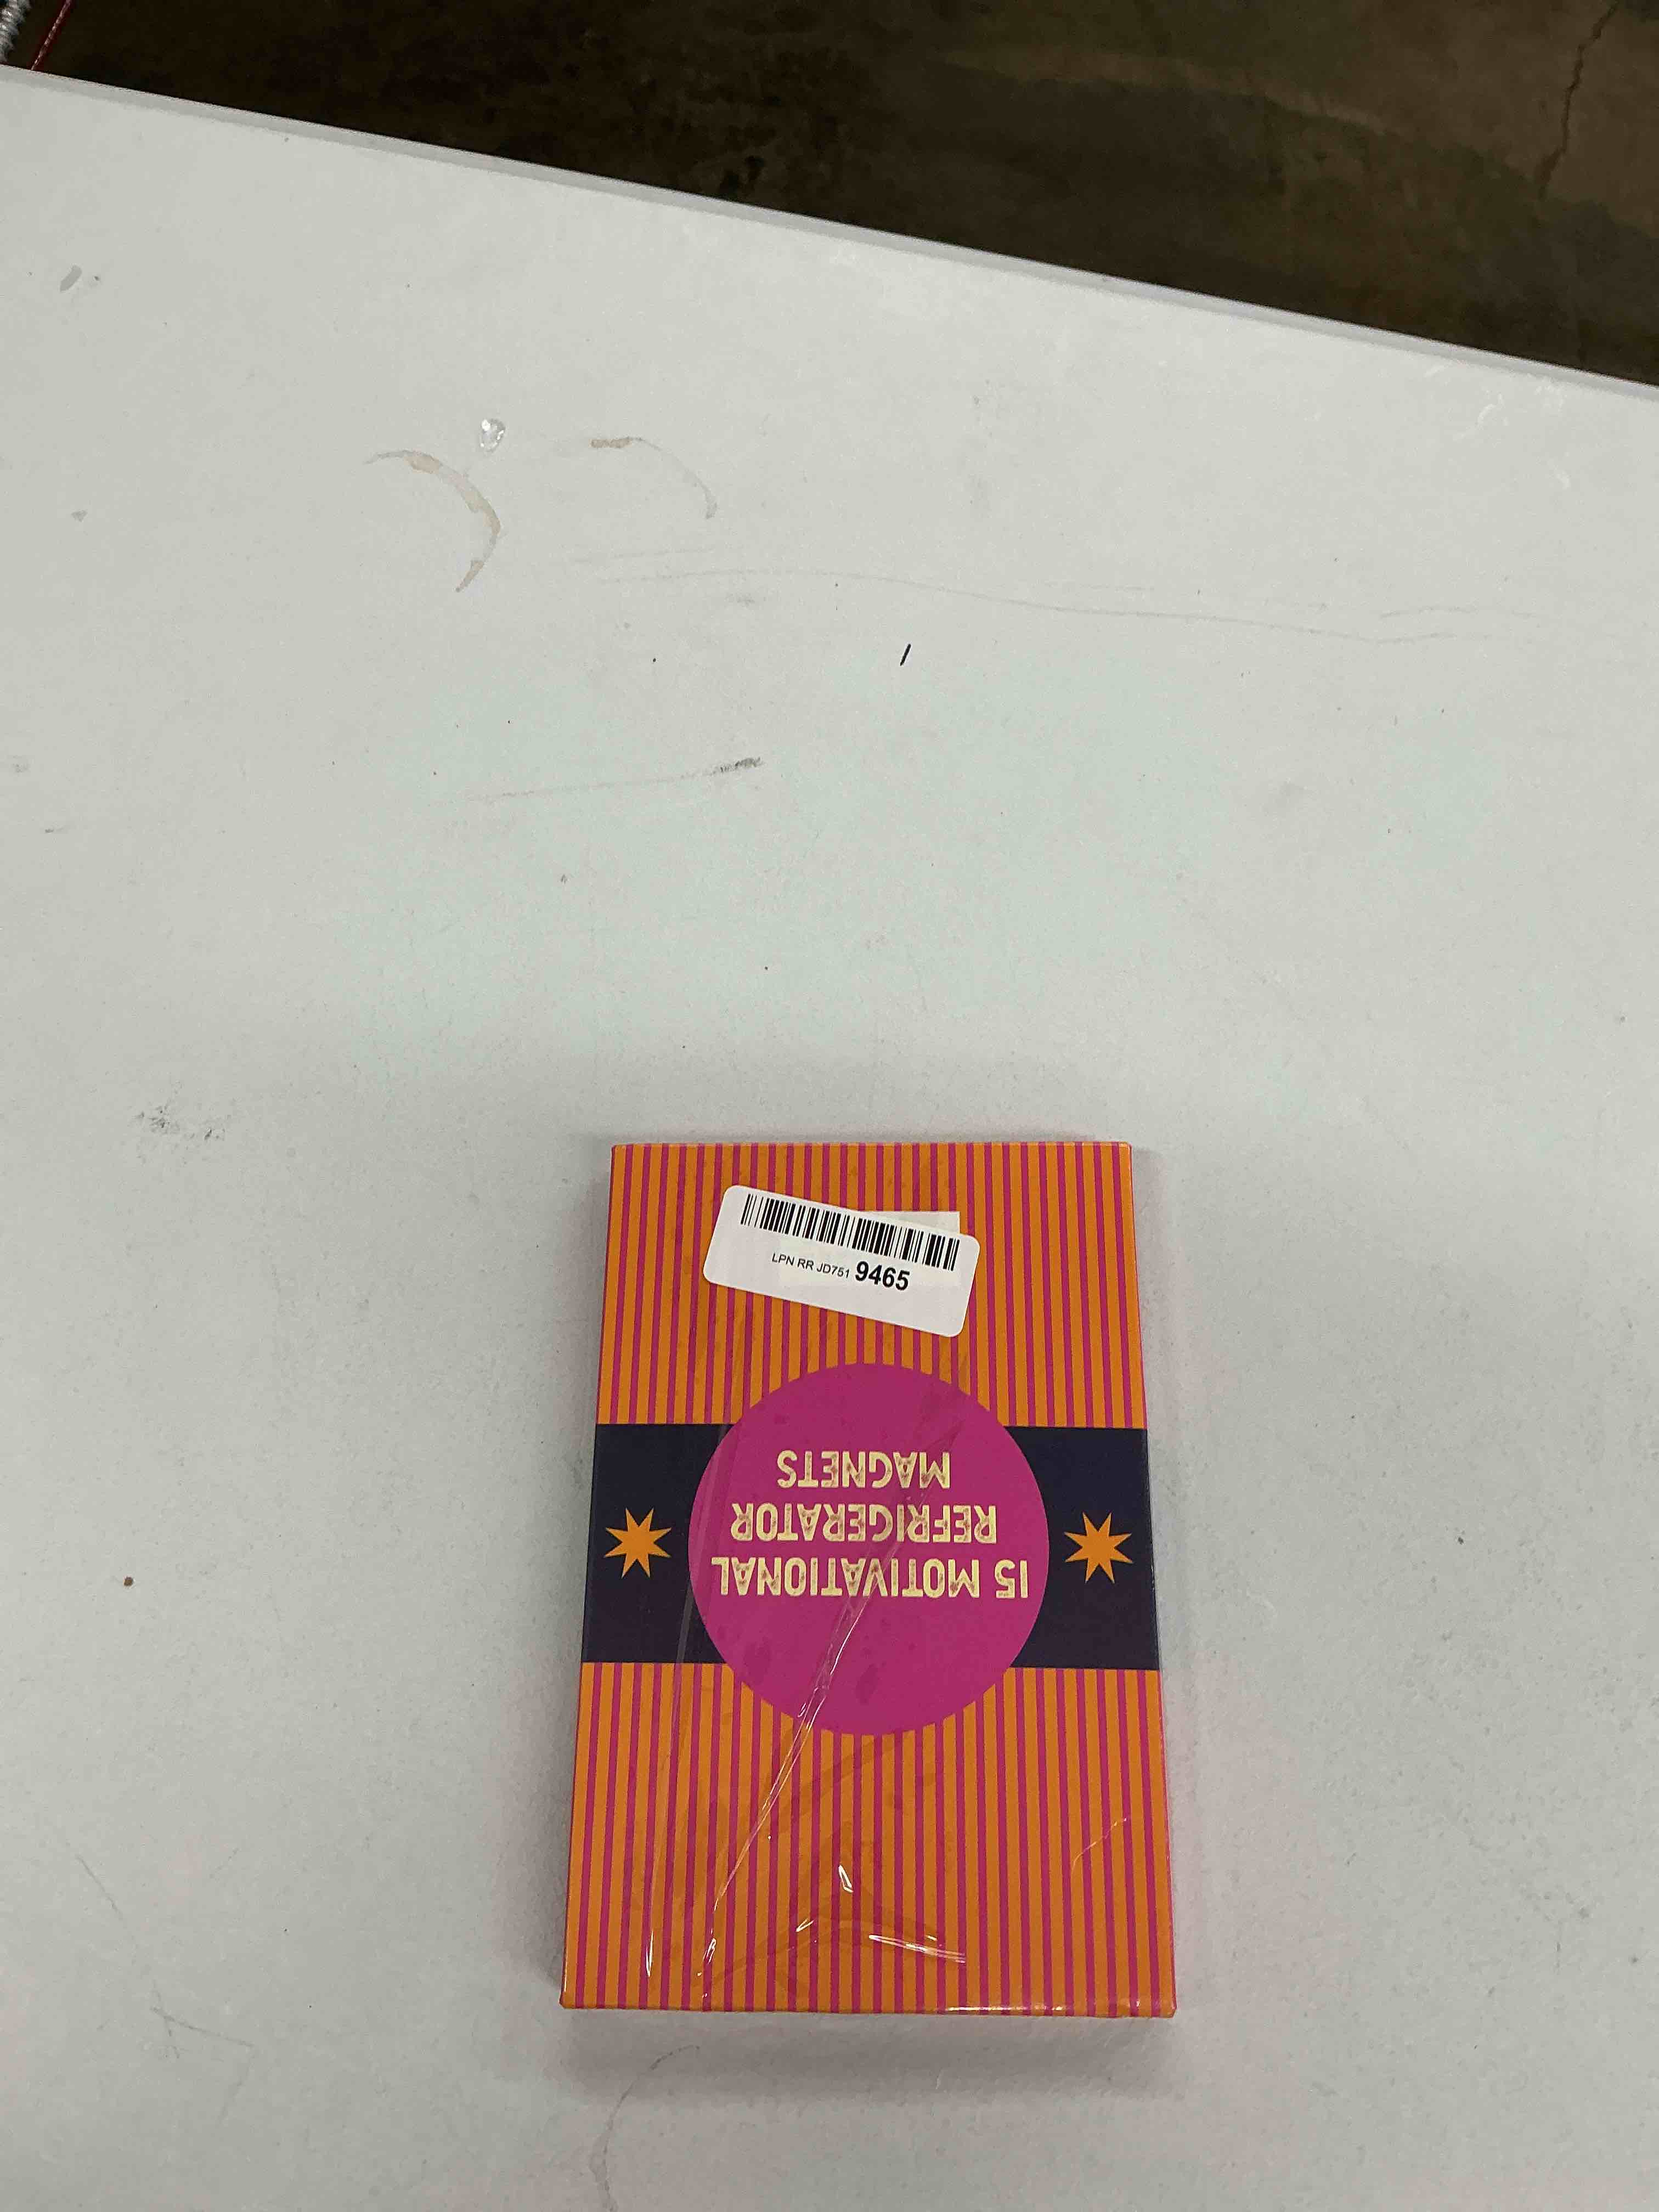 LPN RR JD751 9465
15 MOTIVATIONAL
REFRIGERATOR
MAGNETS